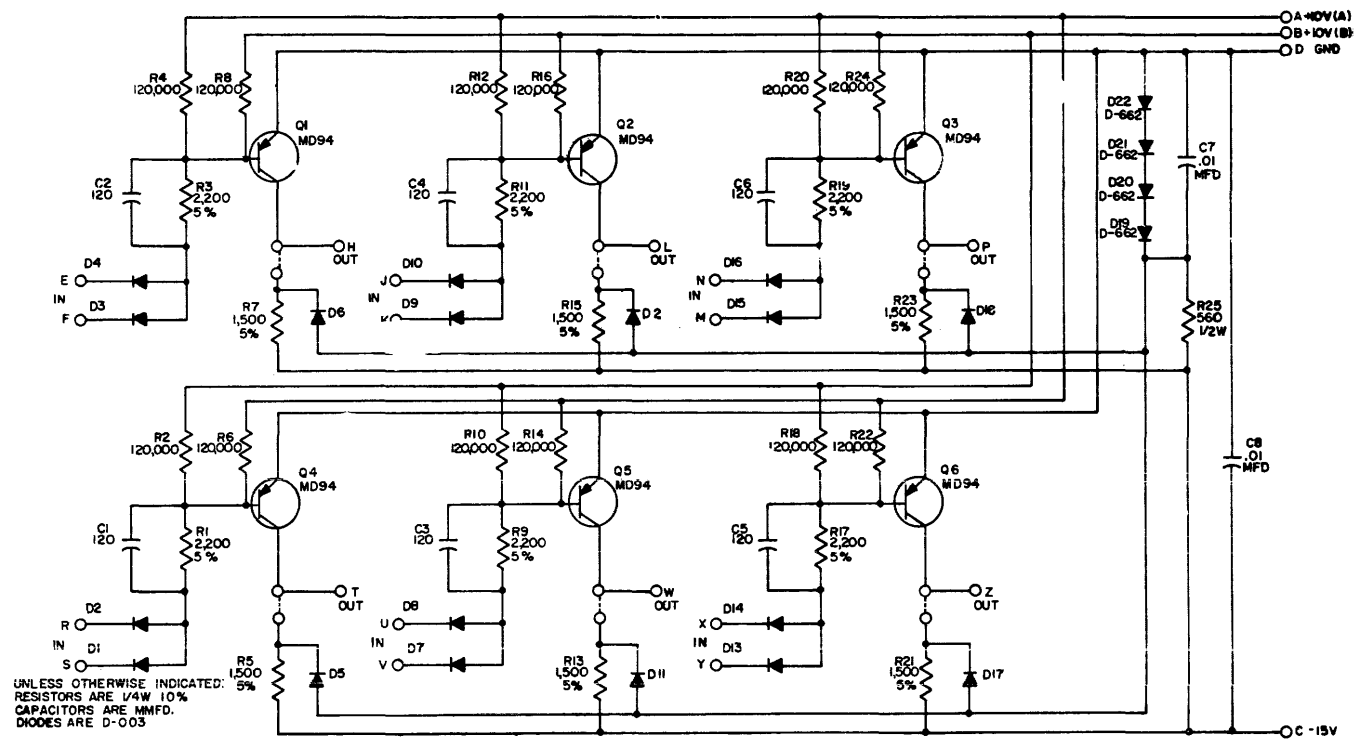 A+10V(A)
B+10V(B)
D GND
R4
120,000
R8
120,000
R12
120,000
R16
120,000
R20
120,000
R24
120,000
Q1
MD94
Q2
MD94
Q3
MD94
D22
D-662
D21
D-662
D20
D-662
D19
D-662
C7
.01
MFD
C2
120
R3
2,200
5%
C4
120
R11
2,200
5%
C6
120
R19
2,200
5%
H
OUT
L
OUT
P
OUT
E
D4
IN
F
D3
J
D10
IN
D9
N
D16
IN
M
D15
R7
1,500
5%
D6
R15
1,500
5%
D12
R23
1,500
5%
D18
R25
560
1/2W
R2
120,000
R6
120,000
R10
120,000
R14
120,000
R18
120,000
R22
120,000
Q4
MD94
Q5
MD94
Q6
MD94
C8
.01
MFD
C1
120
R1
2,200
5%
C3
120
R9
2,200
5%
C5
120
R17
2,200
5%
T
OUT
W
OUT
Z
OUT
R
D2
IN
S
D1
U
D8
IN
V
D7
X
D14
IN
Y
D13
R5
1,500
5%
D5
R13
1,500
5%
D11
R21
1,500
5%
D17
UNLESS OTHERWISE INDICATED:
RESISTORS ARE 1/4W 10%
CAPACITORS ARE MMFD.
DIODES ARE D-003
C -15V